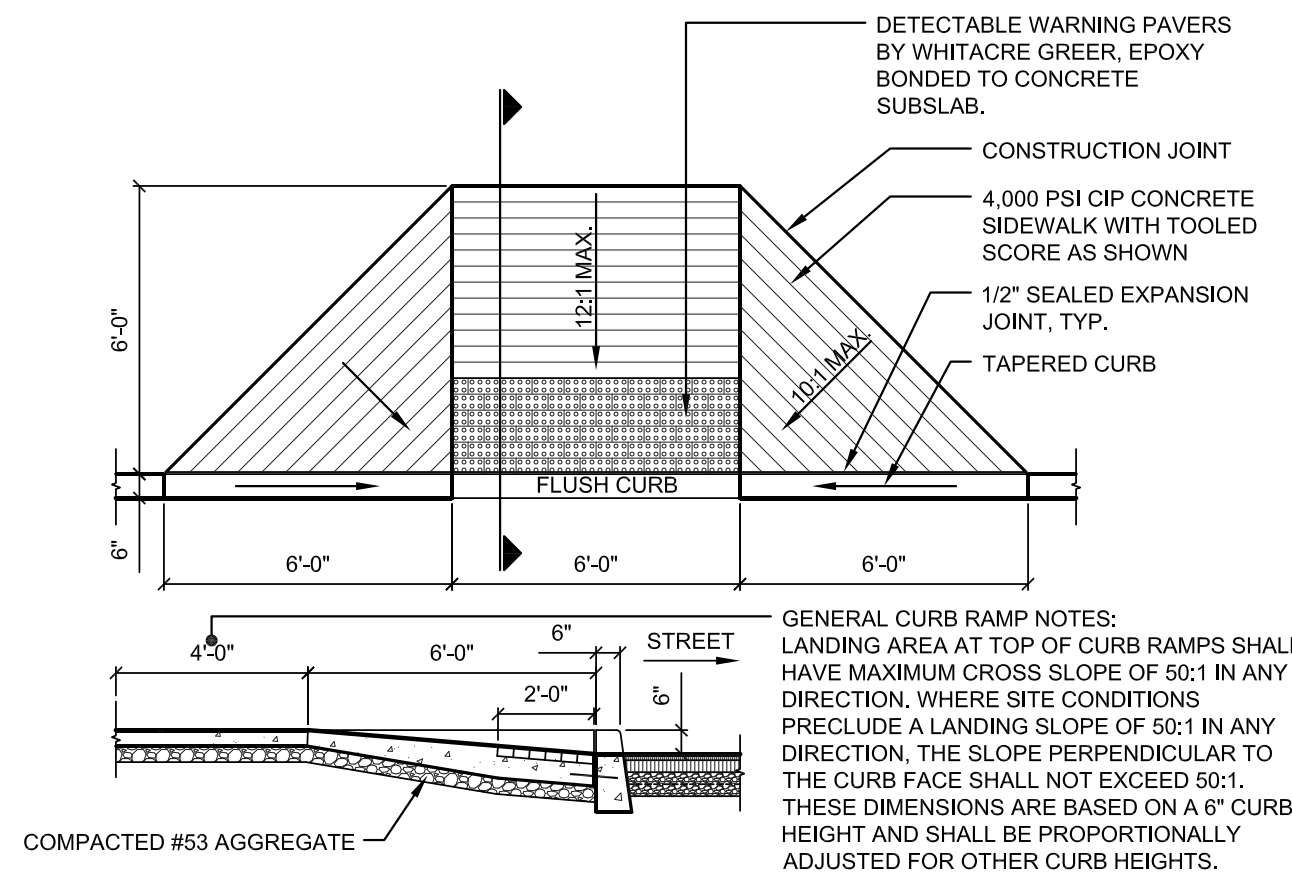 DETECTABLE WARNING PAVERS
BY WHITACRE GREER, EPOXY
BONDED TO CONCRETE
SUBSLAB.
CONSTRUCTION JOINT
4,000 PSI CIP CONCRETE
SIDEWALK WITH TOOLED
SCORE AS SHOWN
1/2" SEALED EXPANSION
JOINT, TYP.
TAPERED CURB
6'-0"
12:1 MAX.
10:1 MAX.
FLUSH CURB
6"
6'-0"
6'-0"
6'-0"
4'-0"
6'-0"
6"
STREET
2'-0"
6"
COMPACTED #53 AGGREGATE
GENERAL CURB RAMP NOTES:
LANDING AREA AT TOP OF CURB RAMPS SHALL
HAVE MAXIMUM CROSS SLOPE OF 50:1 IN ANY
DIRECTION. WHERE SITE CONDITIONS
PRECLUDE A LANDING SLOPE OF 50:1 IN ANY
DIRECTION, THE SLOPE PERPENDICULAR TO
THE CURB FACE SHALL NOT EXCEED 50:1.
THESE DIMENSIONS ARE BASED ON A 6" CURB
HEIGHT AND SHALL BE PROPORTIONALLY
ADJUSTED FOR OTHER CURB HEIGHTS.